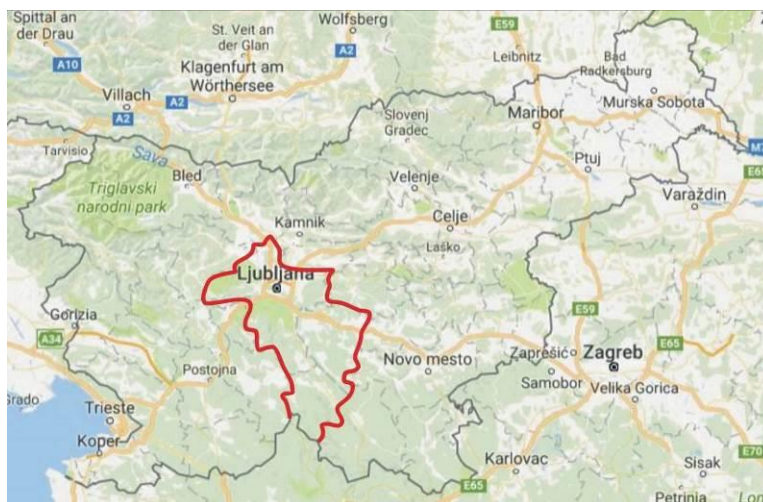 Spittal an
der Drau
Wolfsberg
E59
St. Veit an
der Glan
A2
Leibnitz
A10
Klagenfurt am
Wörthersee
Bad
Radkersburg
Villach
A2
A2
Slovenj
Gradec
Maribor
Murska Sobota
Tarvisio
Sava
Bled
Ptuj
Triglavski
narodni park
Velenje
Varaždin
Kamnik
Celje
Laško
Ljubljana
Gorizia
E59
A34
E65
Postojna
Novo mesto
Zaprešić
Zagreb
Samobor
Grado
Trieste
Velika Gorica
Koper
E70
Karlovac
Sisak
E65
Petrinja